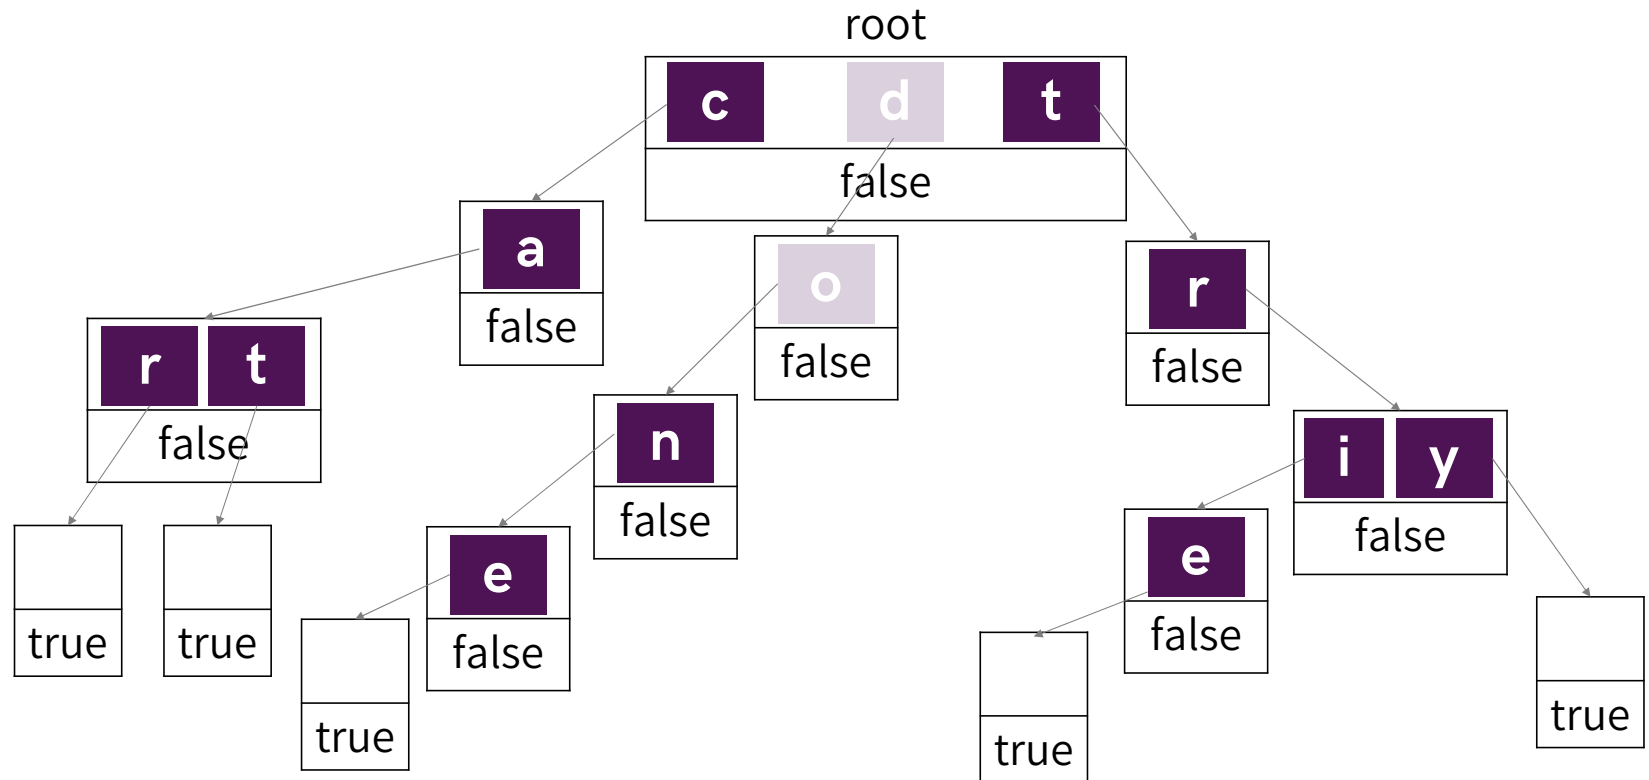 root
c d t
false
a
false
o
false
r
false
r t
false
n
false
i y
false
e
false
e
false
true
true
true
true
true